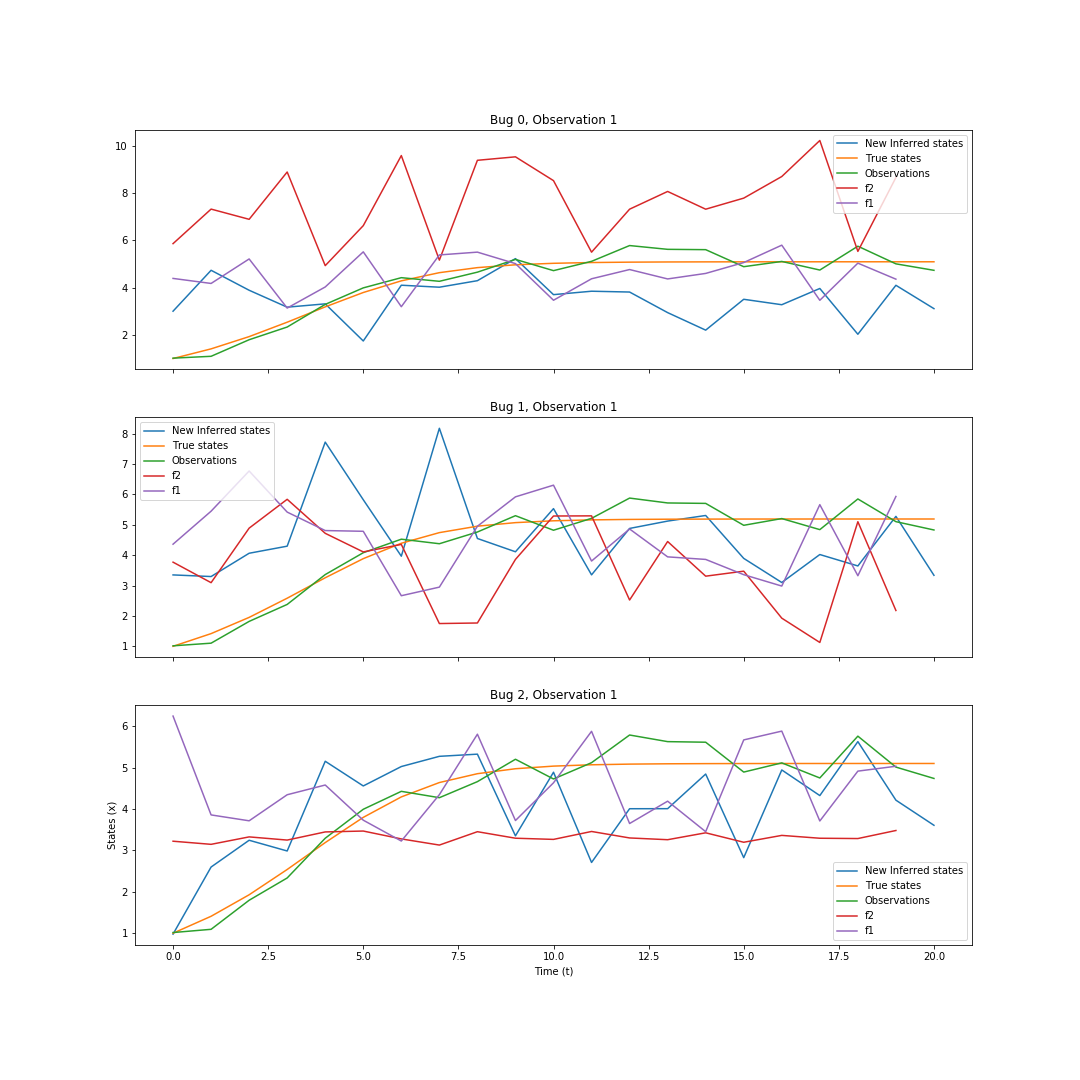 Bug 0, Observation 1
10
8
6
4
2
New Inferred states
True states
Observations
f2
f1
Bug 1, Observation 1
8
7
6
5
4
3
2
1
New Inferred states
True states
Observations
f2
f1
Bug 2, Observation 1
6
5
4
3
2
1
States (x)
New Inferred states
True states
Observations
f2
f1
0.0 2.5 5.0 7.5 10.0 12.5 15.0 17.5 20.0
Time (t)